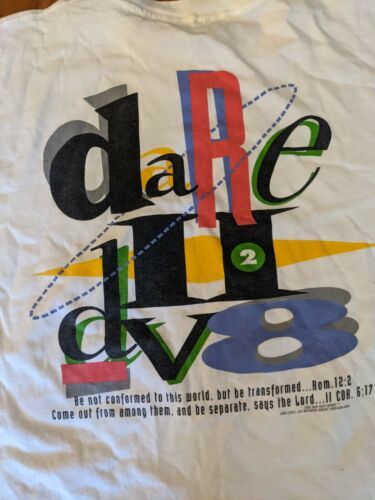 daRe
II
2
dv8
Be not conformed to this world, but be transformed...Rom.12:2
Come out from among them, and be separate, says the Lord...II COR. 6:17